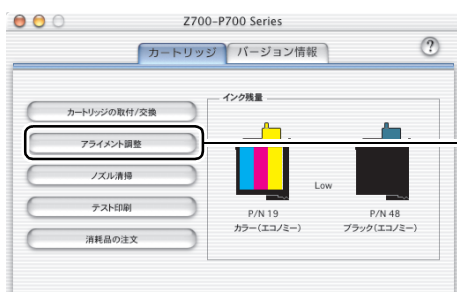 Z700-P700 Series
カートリッジ
バージョン情報
?
インク残量
カートリッジの取付/交換
アライメント調整
ノズル清掃
テスト印刷
消耗品の注文
Low
P/N 19
カラー(エコノミー)
P/N 48
ブラック(エコノミー)